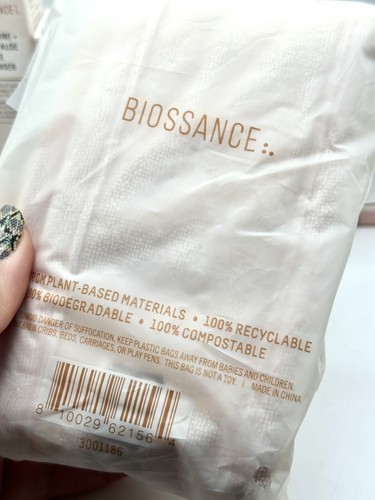 BIOSSANCE
PLANT-BASED MATERIALS • 100% RECYCLABLE
BIODEGRADABLE • 100% COMPOSTABLE
DANGER OF SUFFOCATION. KEEP PLASTIC BAGS AWAY FROM BABIES AND CHILDREN.
CRIBS, BEDS, CARRIAGES, OR PLAY PENS. THIS BAG IS NOT A TOY. | MADE IN CHINA
8 10029 62156 4
3001186